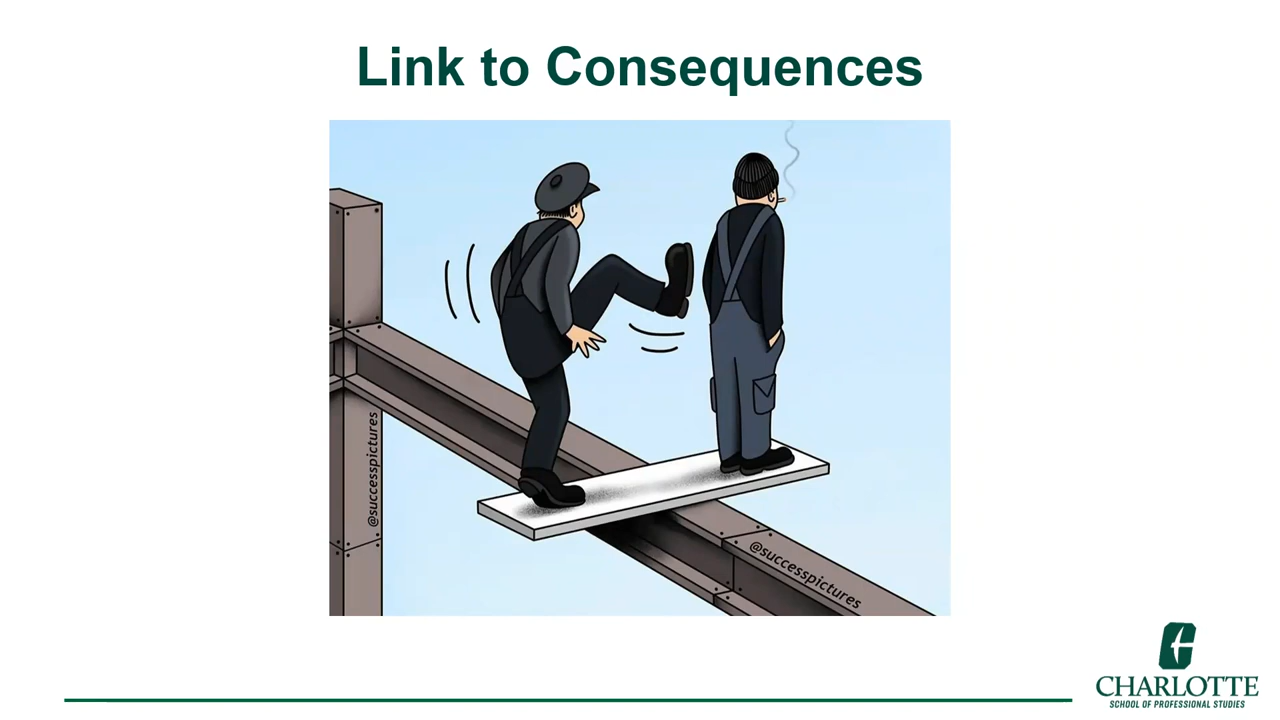 Link to Consequences
@successpictures
@successpictures
CHARLOTTE
SCHOOL OF PROFESSIONAL STUDIES